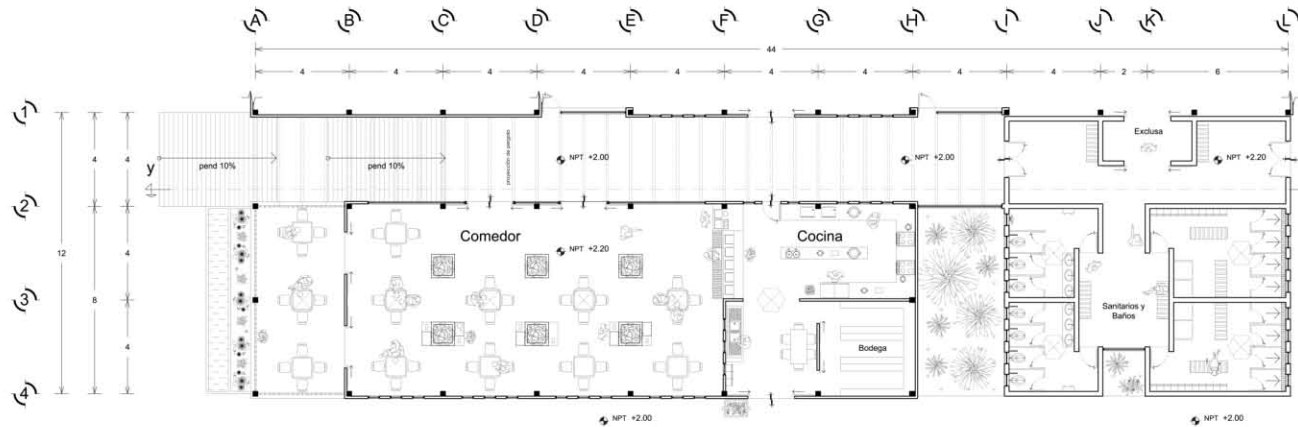 A B C D E F G H I J K L
44
4 4 4 4 4 4 4 4 4 2 6
1
2
3
4
12
4
8
4
4
4
pend 10%
pend 10%
y
proyección de pergola
NPT +2.00
NPT +2.00
Exclusa
NPT +2.20
Comedor
NPT +2.20
Cocina
Bodega
Sanitarios y
Baños
NPT +2.00
NPT +2.00